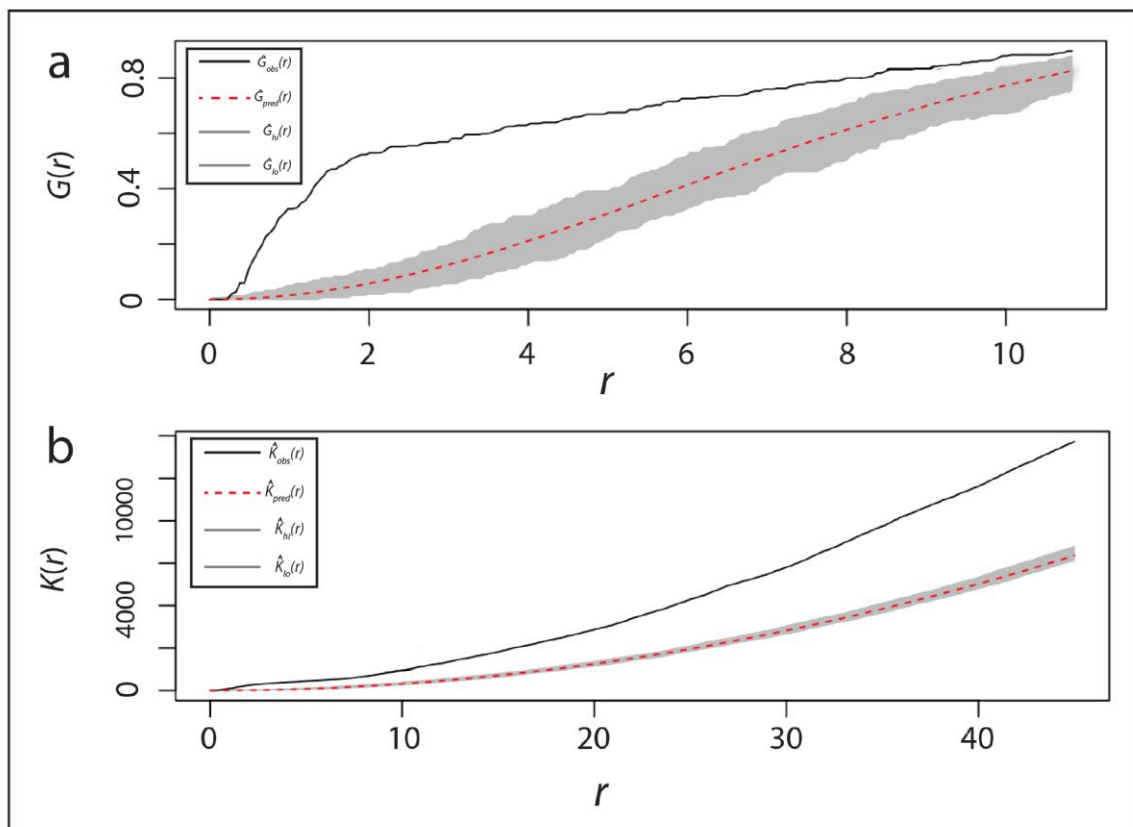 a
Ĝobs(r)
Ĝpred(r)
Ĝhi(r)
Ĝlo(r)
G(r)
0.8
0.4
0
0 2 4 6 8 10
r
b
K̂obs(r)
K̂pred(r)
K̂hi(r)
K̂lo(r)
K(r)
10000
4000
0
0 10 20 30 40
r